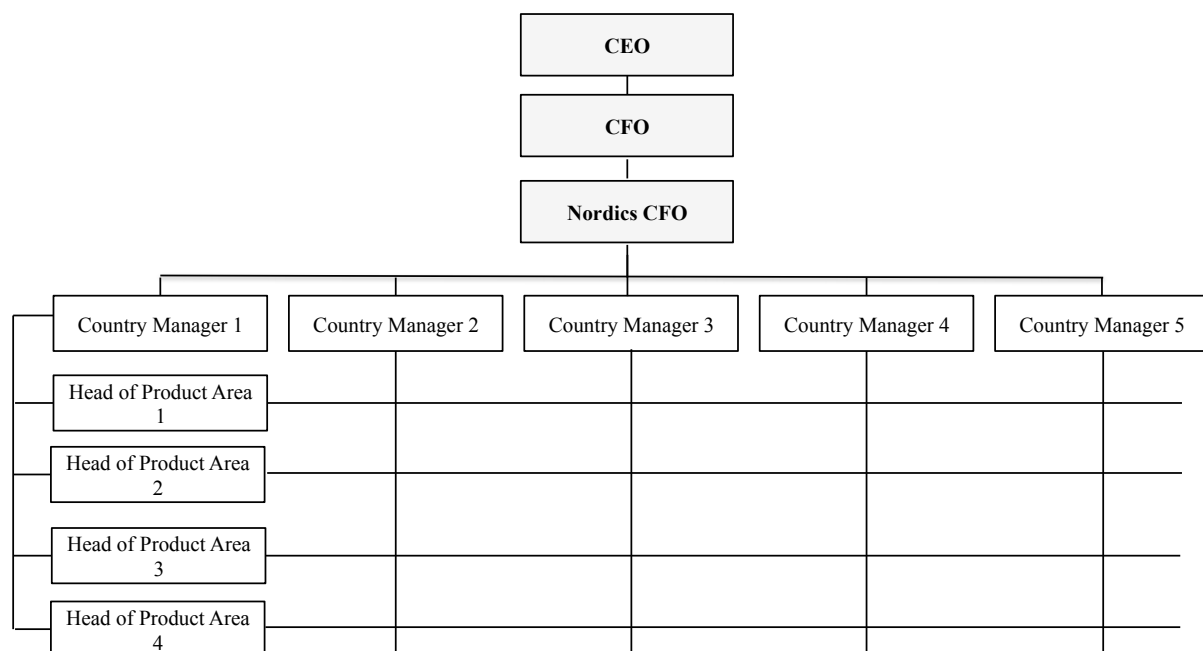 CEO
CFO
Nordics CFO
Country Manager 1
Country Manager 2
Country Manager 3
Country Manager 4
Country Manager 5
Head of Product Area
1
Head of Product Area
2
Head of Product Area
3
Head of Product Area
4